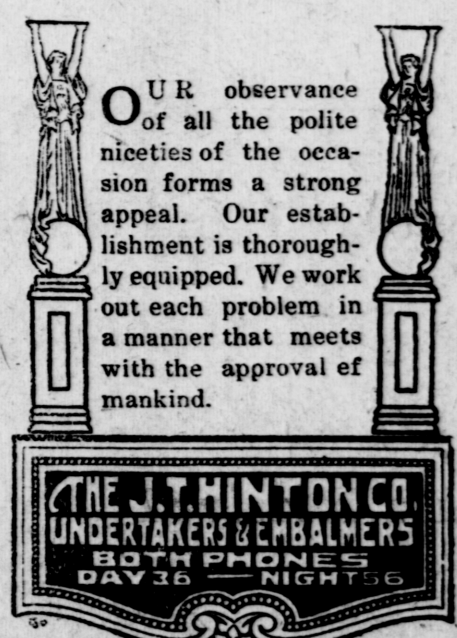 OUR observance
of all the polite
niceties of the occa-
sion forms a strong
appeal. Our estab-
lishment is thorough-
ly equipped. We work
out each problem in
a manner that meets
with the approval ef
mankind.
THE J.T. HINTON CO.
UNDERTAKERS & EMBALMERS
BOTH PHONES
DAY 36 — NIGHT 56